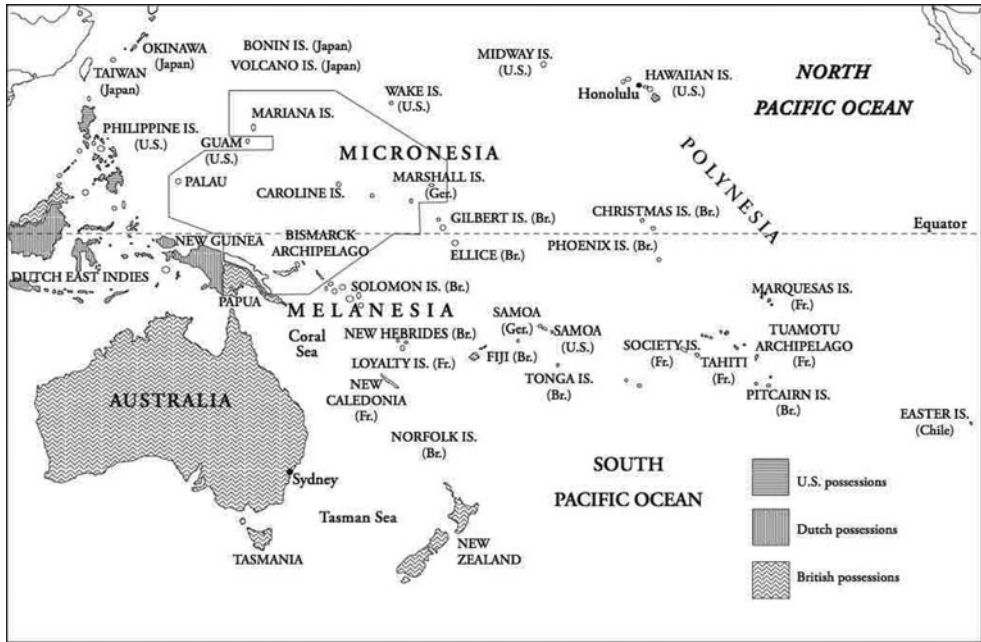 OKINAWA
(Japan)
BONIN IS. (Japan)
VOLCANO IS. (Japan)
MIDWAY IS.
(U.S.)
TAIWAN
(Japan)
HAWAIIAN IS.
(U.S.)
Honolulu
NORTH
PACIFIC OCEAN
WAKE IS.
(U.S.)
MARIANA IS.
PHILIPPINE IS.
(U.S.)
GUAM
(U.S.)
MICRONESIA
POLYNESIA
PALAU
CAROLINE IS.
MARSHALL IS.
(Ger.)
GILBERT IS. (Br.)
CHRISTMAS IS. (Br.)
Equator
NEW GUINEA
BISMARCK
ARCHIPELAGO
ELLICE (Br.)
PHOENIX IS. (Br.)
DUTCH EAST INDIES
PAPUA
SOLOMON IS. (Br.)
MARQUESAS IS.
(Fr.)
MELANESIA
Coral
Sea
NEW HEBRIDES (Br.)
SAMOA
(Ger.)
SAMOA
(U.S.)
SOCIETY IS.
(Fr.)
TAHITI
(Fr.)
TUAMOTU
ARCHIPELAGO
(Fr.)
LOYALTY IS. (Fr.)
FIJI (Br.)
TONGA IS.
(Br.)
NEW
CALEDONIA
(Fr.)
PITCAIRN IS.
(Br.)
AUSTRALIA
EASTER IS.
(Chile)
NORFOLK IS.
(Br.)
SOUTH
PACIFIC OCEAN
Sydney
Tasman Sea
TASMANIA
NEW
ZEALAND
U.S. possessions
Dutch possessions
British possessions